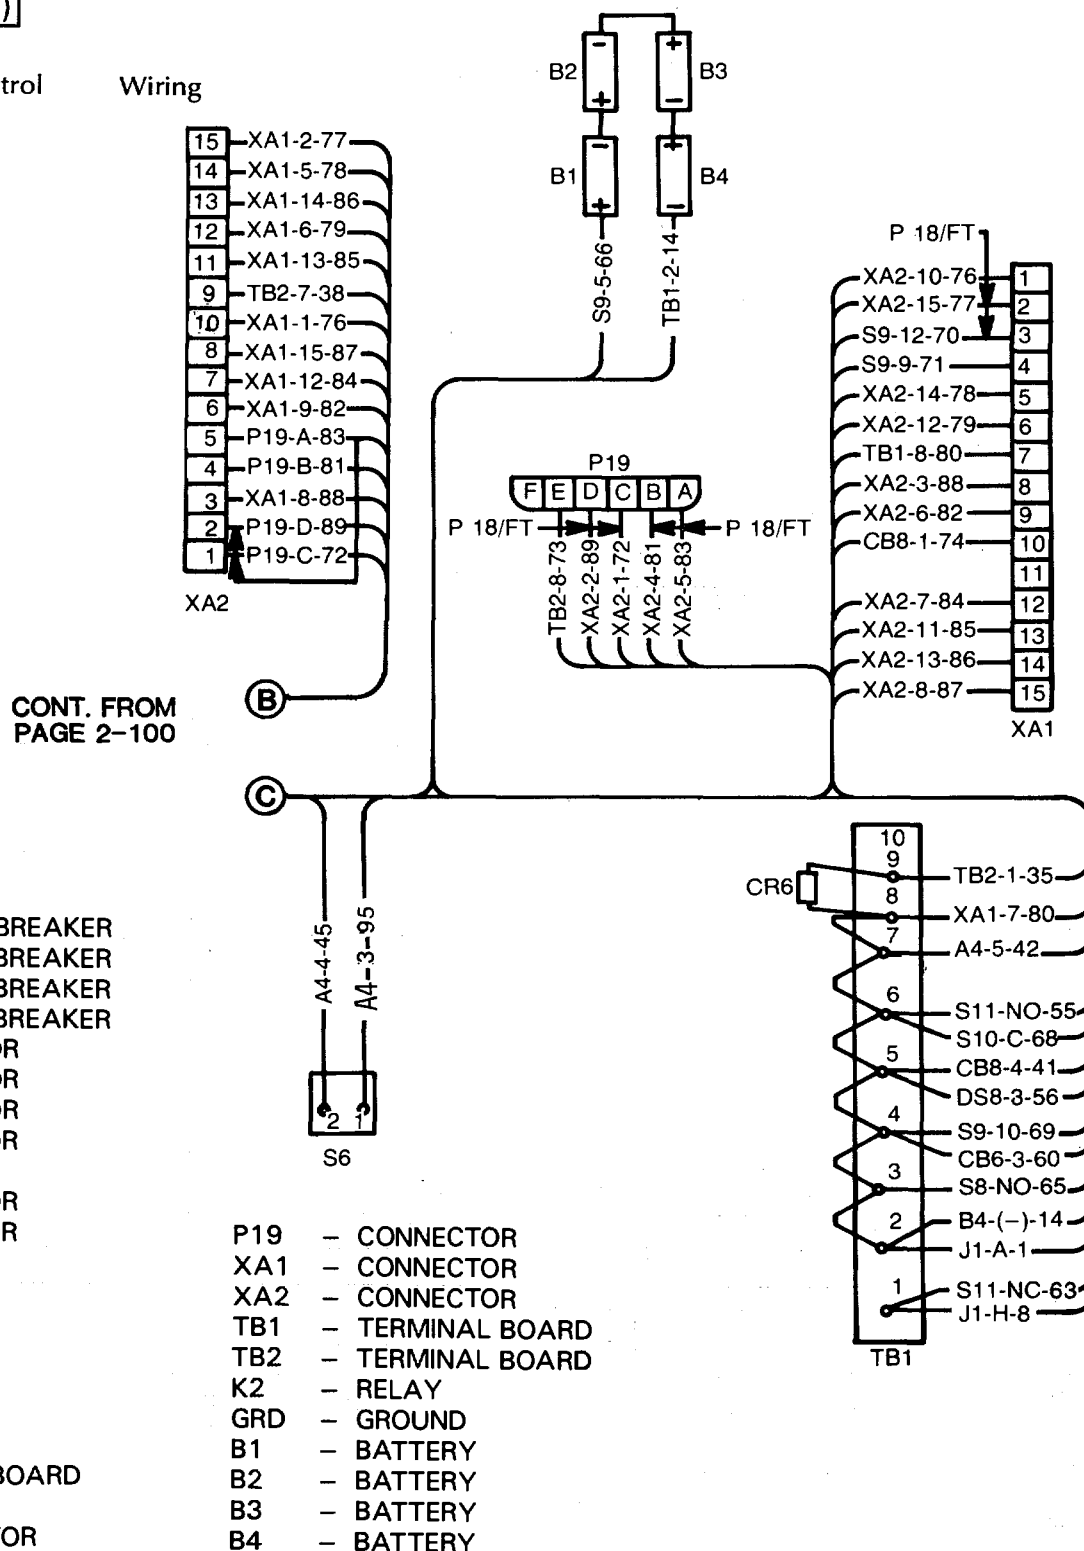 )
trol Wiring
B2
B3
B1
B4
S9-5-66
TB1-2-14
15 XA1-2-77
14 XA1-5-78
13 XA1-14-86
12 XA1-6-79
11 XA1-13-85
9 TB2-7-38
10 XA1-1-76
8 XA1-15-87
7 XA1-12-84
6 XA1-9-82
5 P19-A-83
4 P19-B-81
3 XA1-8-88
2 P19-D-89
1 P19-C-72
XA2
P 18/FT
XA2-10-76 1
XA2-15-77 2
S9-12-70 3
S9-9-71 4
XA2-14-78 5
XA2-12-79 6
TB1-8-80 7
XA2-3-88 8
XA2-6-82 9
CB8-1-74 10
11
XA2-7-84 12
XA2-11-85 13
XA2-13-86 14
XA2-8-87 15
XA1
P19
F E D C B A
P 18/FT P 18/FT
TB2-8-73
XA2-2-89
XA2-1-72
XA2-4-81
XA2-5-83
CONT. FROM
PAGE 2-100
B
C
A4-4-45
A4-3-95
2 1
S6
CR6
10
9 TB2-1-35
8 XA1-7-80
7 A4-5-42
6 S11-NO-55
S10-C-68
5 CB8-4-41
DS8-3-56
4 S9-10-69
CB6-3-60
3 S8-NO-65
2 B4-(-)-14
J1-A-1
1 S11-NC-63
J1-H-8
TB1
BREAKER
BREAKER
BREAKER
BREAKER
OR
OR
OR
OR
OR
R
BOARD
TOR
P19 – CONNECTOR
XA1 – CONNECTOR
XA2 – CONNECTOR
TB1 – TERMINAL BOARD
TB2 – TERMINAL BOARD
K2 – RELAY
GRD – GROUND
B1 – BATTERY
B2 – BATTERY
B3 – BATTERY
B4 – BATTERY